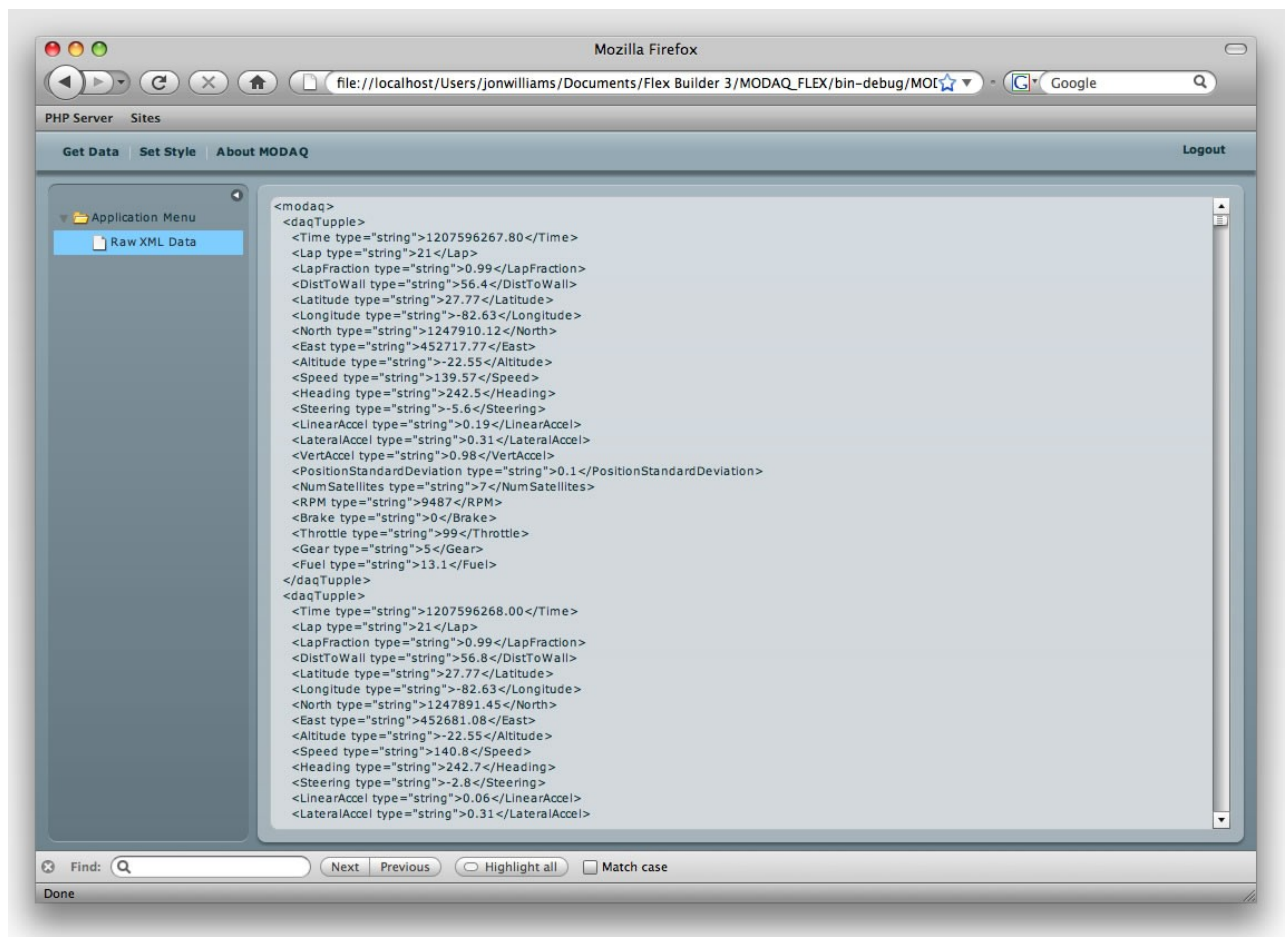 Mozilla Firefox
file://localhost/Users/jonwilliams/Documents/Flex Builder 3/MODAQ_FLEX/bin-debug/MOD
G
Google
PHP Server Sites
Get Data Set Style About MODAQ Logout
Application Menu
Raw XML Data
<modaq>
<daqTupple>
<Time type="string">1207596267.80</Time>
<Lap type="string">21</Lap>
<LapFraction type="string">0.99</LapFraction>
<DistToWall type="string">56.4</DistToWall>
<Latitude type="string">27.77</Latitude>
<Longitude type="string">-82.63</Longitude>
<North type="string">1247910.12</North>
<East type="string">452717.77</East>
<Altitude type="string">-22.55</Altitude>
<Speed type="string">139.57</Speed>
<Heading type="string">242.5</Heading>
<Steering type="string">-5.6</Steering>
<LinearAccel type="string">0.19</LinearAccel>
<LateralAccel type="string">0.31</LateralAccel>
<VertAccel type="string">0.98</VertAccel>
<PositionStandardDeviation type="string">0.1</PositionStandardDeviation>
<NumSatellites type="string">7</NumSatellites>
<RPM type="string">9487</RPM>
<Brake type="string">0</Brake>
<Throttle type="string">99</Throttle>
<Gear type="string">5</Gear>
<Fuel type="string">13.1</Fuel>
</daqTupple>
<daqTupple>
<Time type="string">1207596268.00</Time>
<Lap type="string">21</Lap>
<LapFraction type="string">0.99</LapFraction>
<DistToWall type="string">56.8</DistToWall>
<Latitude type="string">27.77</Latitude>
<Longitude type="string">-82.63</Longitude>
<North type="string">1247891.45</North>
<East type="string">452681.08</East>
<Altitude type="string">-22.55</Altitude>
<Speed type="string">140.8</Speed>
<Heading type="string">242.7</Heading>
<Steering type="string">-2.8</Steering>
<LinearAccel type="string">0.06</LinearAccel>
<LateralAccel type="string">0.31</LateralAccel>
Find: Next Previous Highlight all Match case
Done